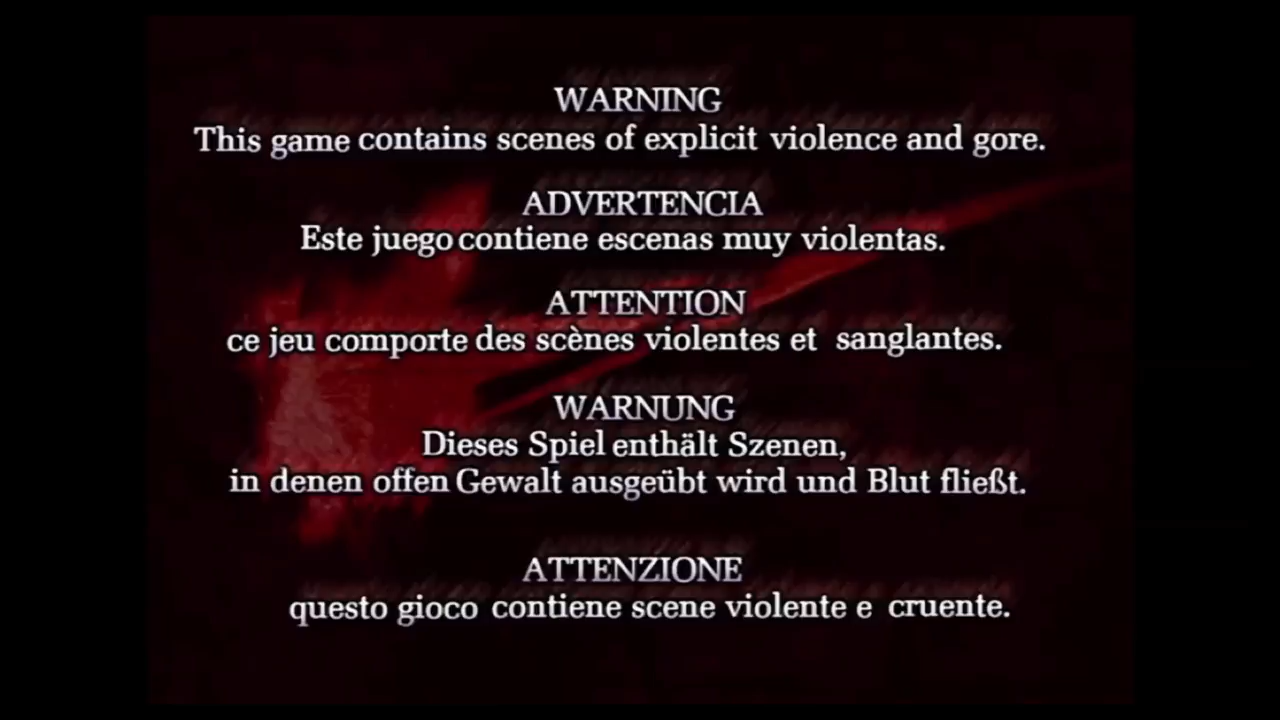 WARNING
This game contains scenes of explicit violence and gore.
ADVERTENCIA
Este juego contiene escenas muy violentas.
ATTENTION
ce jeu comporte des scènes violentes et sanglantes.
WARNUNG
Dieses Spiel enthält Szenen,
in denen offen Gewalt ausgeübt wird und Blut fließt.
ATTENZIONE
questo gioco contiene scene violente e cruente.